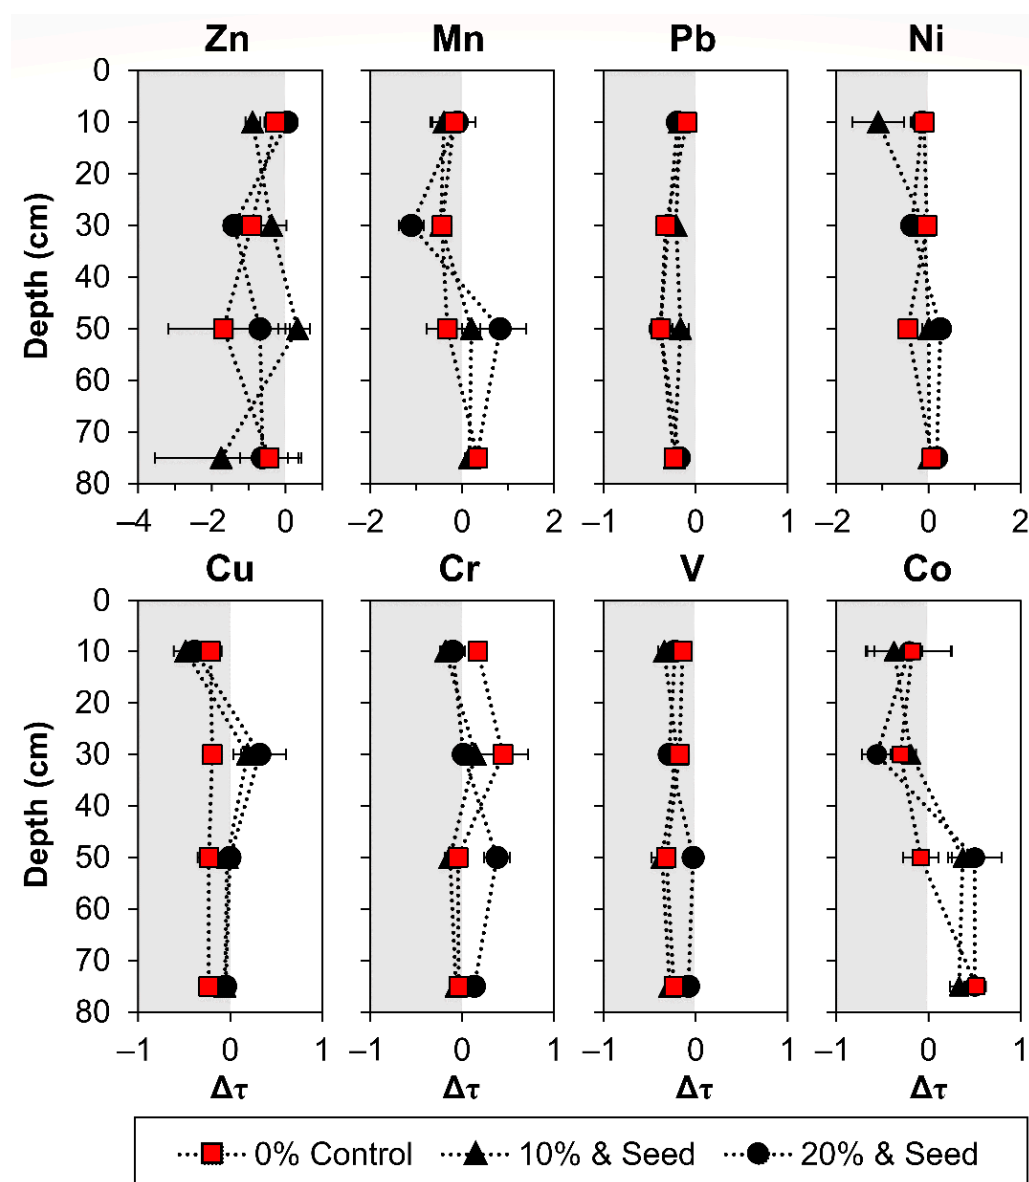 Zn Mn Pb Ni
0
10
20
30
40
50
60
70
80
Depth (cm)
–4 –2 0 –2 0 2 –1 0 1 –2 0 2
Cu Cr V Co
0
10
20
30
40
50
60
70
80
Depth (cm)
–1 0 1 –2 0 2 –1 0 1 –1 0 1
Δτ Δτ Δτ Δτ
0% Control 10% & Seed 20% & Seed